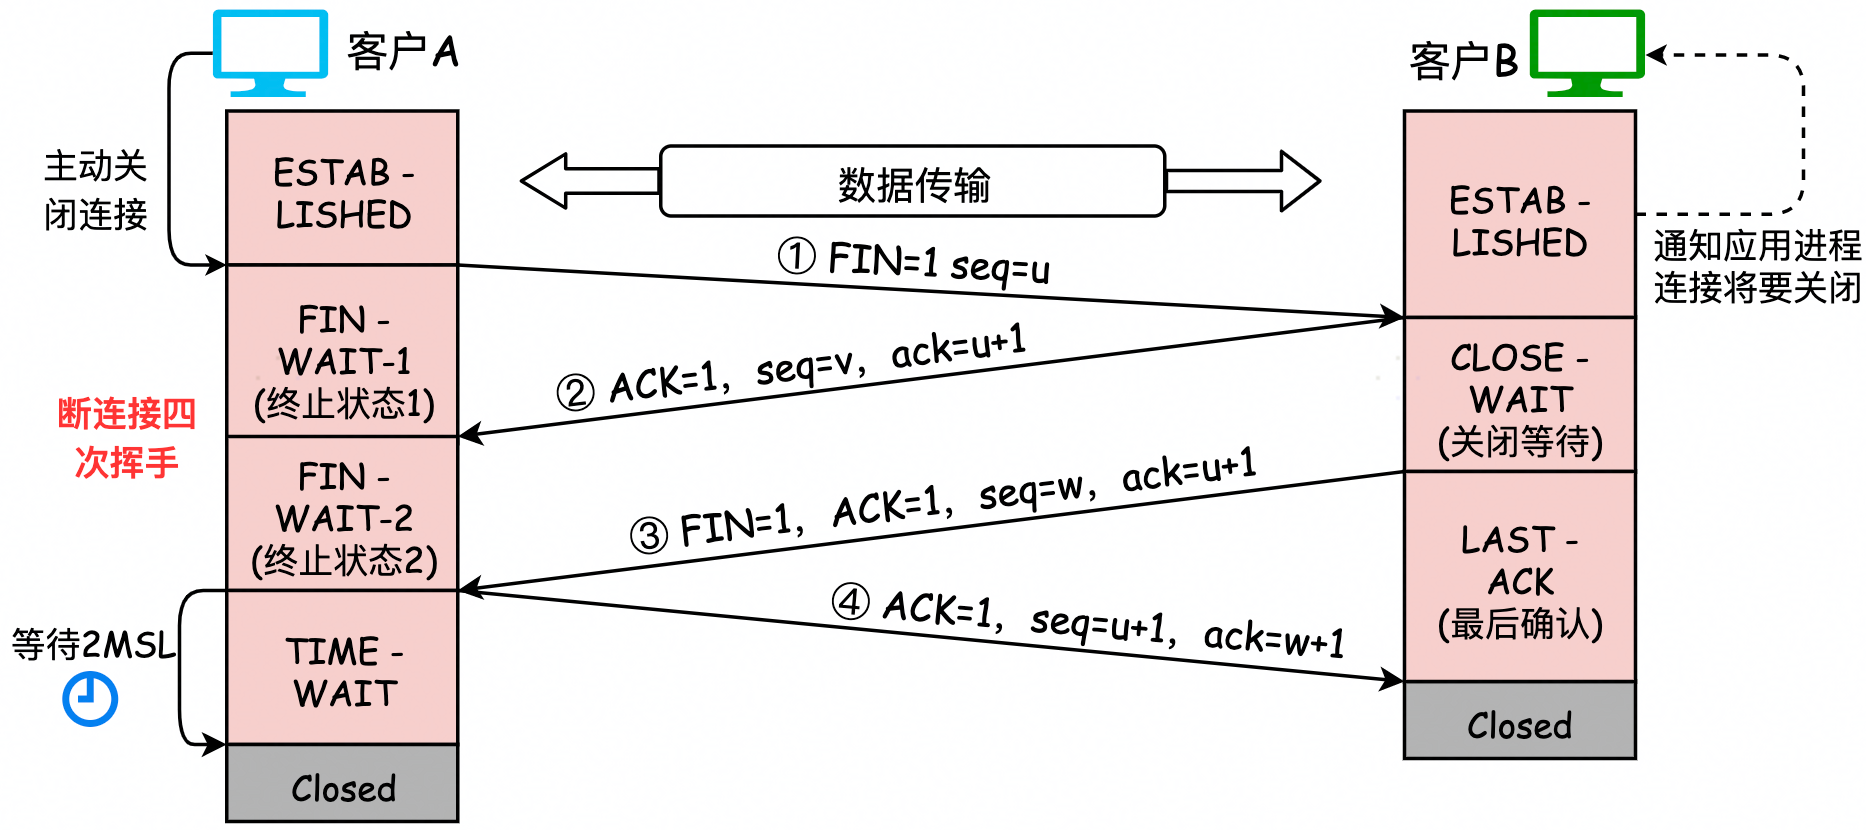 客户A
客户B
主动关
闭连接
ESTAB -
LISHED
数据传输
ESTAB -
LISHED
通知应用进程
连接将要关闭
① FIN=1 seq=u
FIN -
WAIT-1
(终止状态1)
② ACK=1, seq=v, ack=u+1
CLOSE -
WAIT
(关闭等待)
断连接四
次挥手
FIN -
WAIT-2
(终止状态2)
③ FIN=1, ACK=1, seq=w, ack=u+1
LAST -
ACK
(最后确认)
④ ACK=1, seq=u+1, ack=w+1
等待2MSL
TIME -
WAIT
Closed
Closed